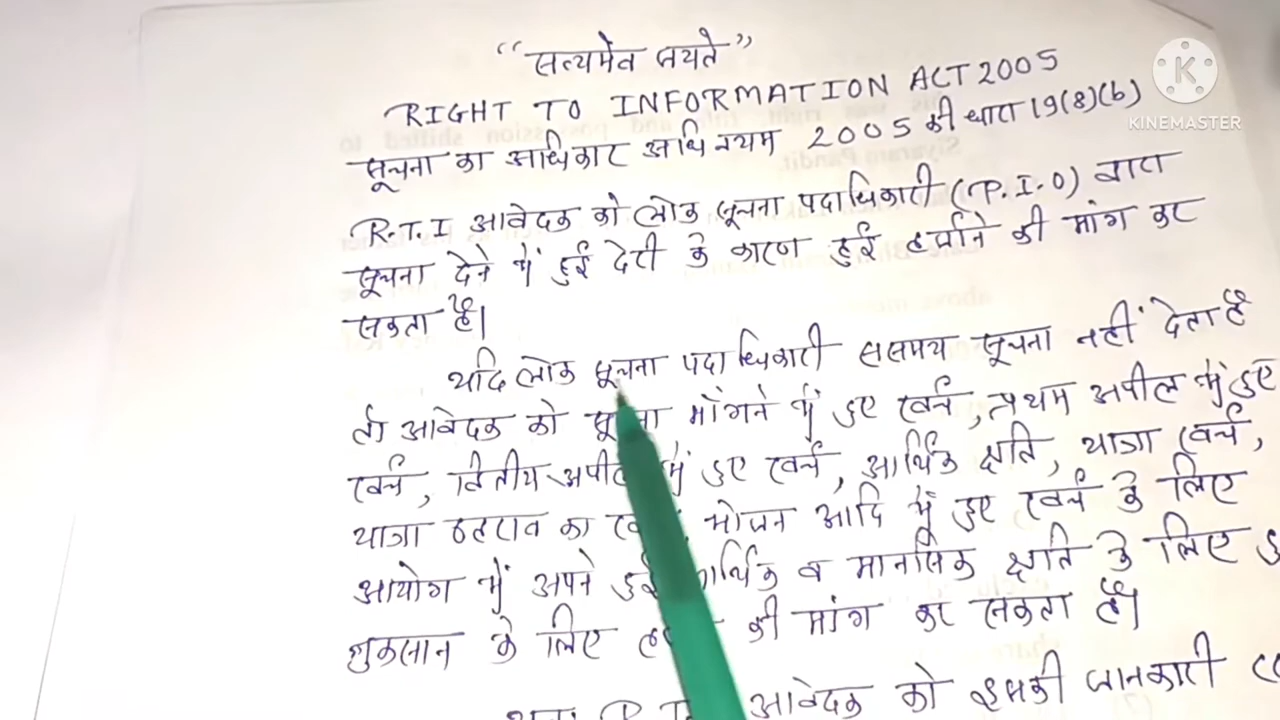 “सत्यमेव जयते”
RIGHT TO INFORMATION ACT 2005
सूचना का अधिकार अधिनियम 2005 की धारा 19(8)(b)
R.T.I आवेदक को लोक सूचना पदाधिकारी (P.I.O) द्वारा
सूचना देने में हुई देरी के कारण हुई हर्जाने की मांग कर
सकता है।
यदि लोक सूचना पदाधिकारी ससमय सूचना नहीं देता है
तो आवेदक को सूचना मांगने में हुए खर्च, प्रथम अपील में हुए
खर्च, द्वितीय अपील में हुए खर्च, आर्थिक क्षति, यात्रा खर्च,
यात्रा ठहराव का भोजन आदि में हुए खर्च के लिए
आयोग में अपने हुई आर्थिक व मानसिक क्षति के लिए
नुकसान के लिए की मांग कर सकता है।
आवेदक को इसकी जानकारी
K
KINEMASTER